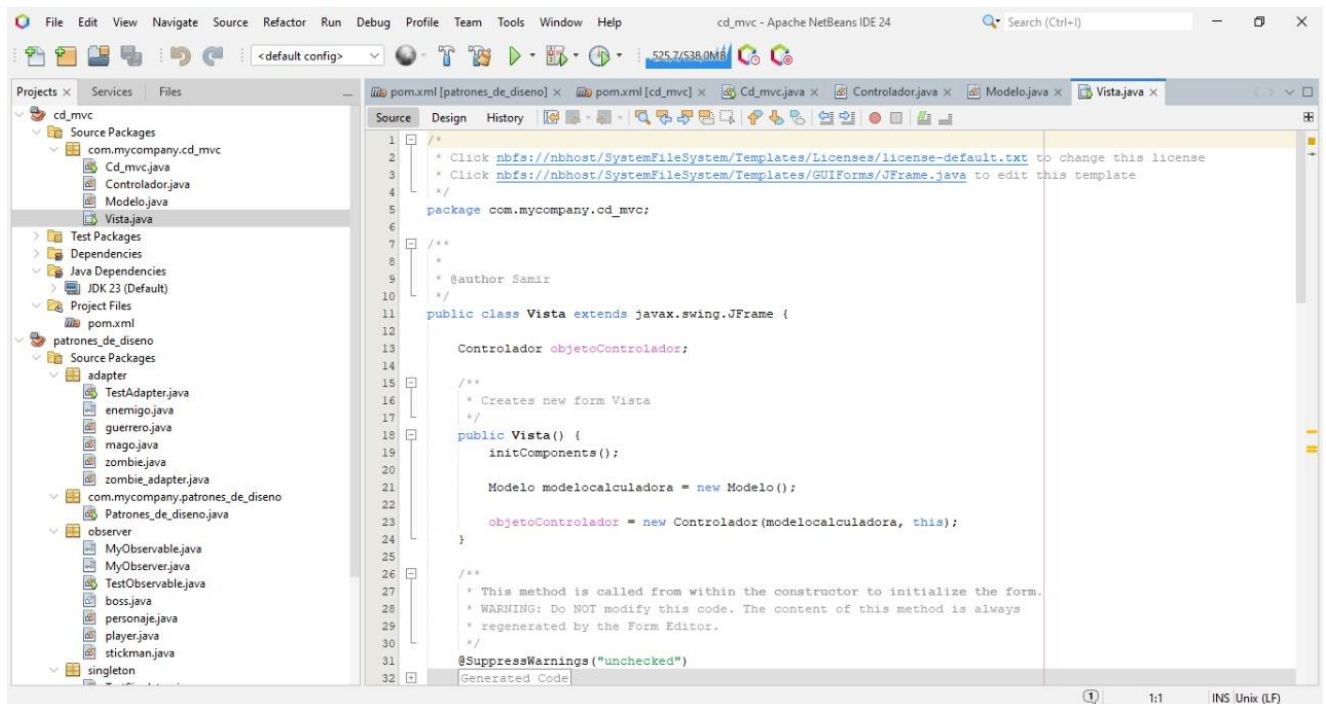 File Edit View Navigate Source Refactor Run Debug Profile Team Tools Window Help cd_mvc - Apache NetBeans IDE 24 Search (Ctrl+I)
<default config> 525.7/538.0MB
Projects Services Files
cd_mvc
Source Packages
com.mycompany.cd_mvc
Cd_mvc.java
Controlador.java
Modelo.java
Vista.java
Test Packages
Dependencies
Java Dependencies
JDK 23 (Default)
Project Files
pom.xml
patrones_de_diseno
Source Packages
adapter
TestAdapter.java
enemigo.java
guerrero.java
mago.java
zombie.java
zombie_adapter.java
com.mycompany.patrones_de_diseno
Patrones_de_diseno.java
observer
MyObservable.java
MyObserver.java
TestObservable.java
boss.java
personaje.java
player.java
stickman.java
singleton
pom.xml [patrones_de_diseno] pom.xml [cd_mvc] Cd_mvc.java Controlador.java Modelo.java Vista.java
Source Design History
1 /*
2 * Click nbfs://nbhost/SystemFileSystem/Templates/Licenses/license-default.txt to change this license
3 * Click nbfs://nbhost/SystemFileSystem/Templates/GUIForms/JFrame.java to edit this template
4 */
5 package com.mycompany.cd_mvc;
6
7 /**
8 *
9 * @author Samir
10 */
11 public class Vista extends javax.swing.JFrame {
12
13 Controlador objetoControlador;
14
15 /**
16 * Creates new form Vista
17 */
18 public Vista() {
19 initComponents();
20
21 Modelo modelocalculadora = new Modelo();
22
23 objetoControlador = new Controlador(modelocalculadora, this);
24 }
25
26 /**
27 * This method is called from within the constructor to initialize the form.
28 * WARNING: Do NOT modify this code. The content of this method is always
29 * regenerated by the Form Editor.
30 */
31 @SuppressWarnings("unchecked")
32 Generated Code
1 1:1 INS Unix (LF)